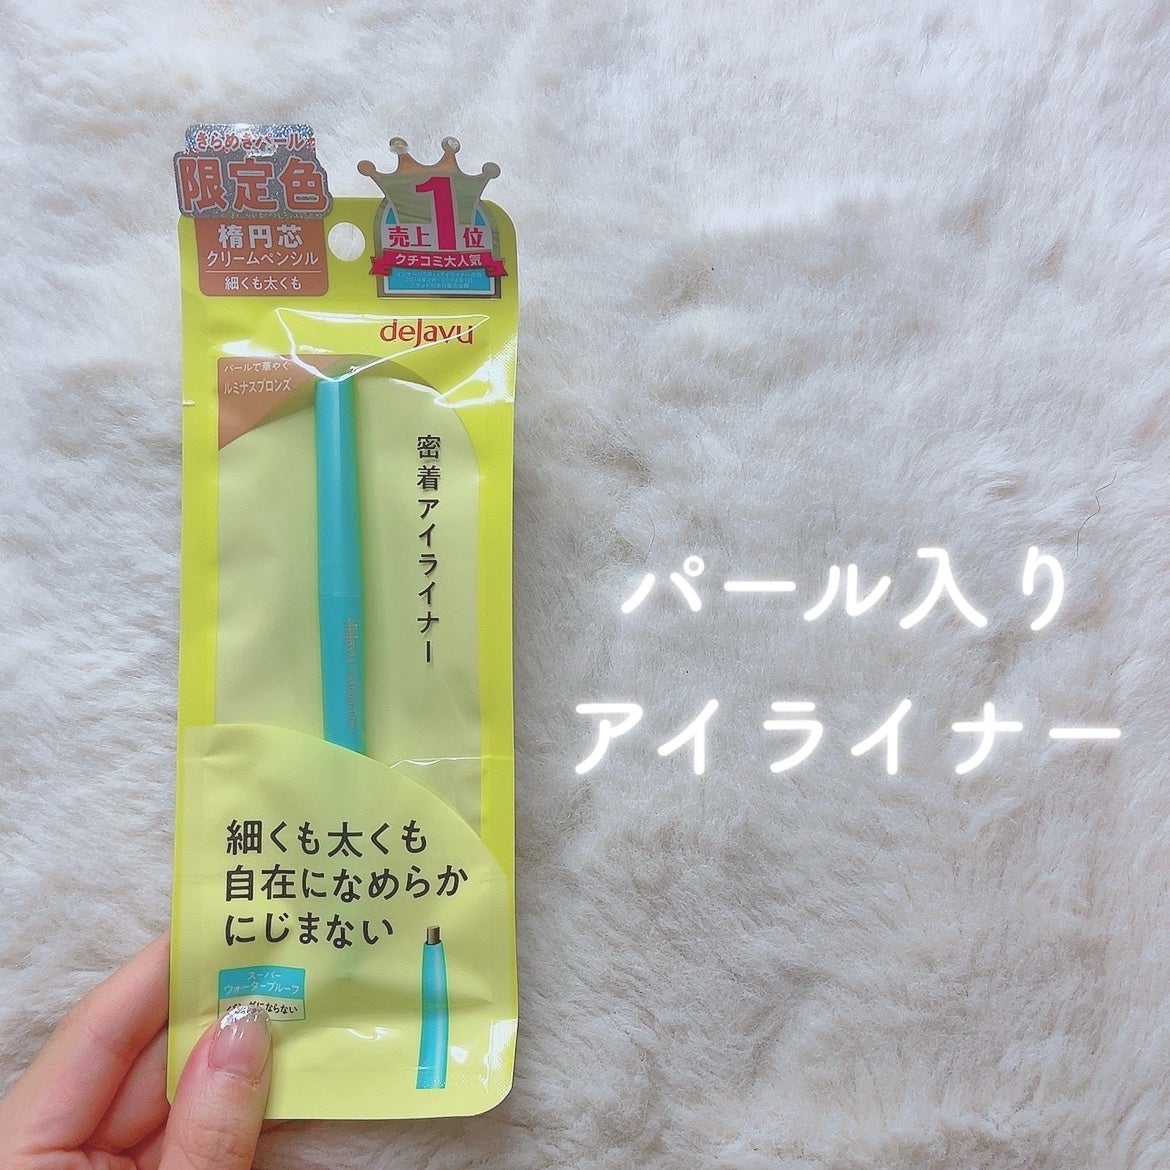 きらめきパール
限定色
楕円芯
クリームペンシル
細くも太くも
売上1位
クチコミ大人気
dejavu
パールで華やぐ
ルミナスブロンズ
密着アイライナー
dejavu
細くも太くも
自在になめらか
にじまない
スーパー
ウォータープルーフ
にならない
パール入り
アイライナー